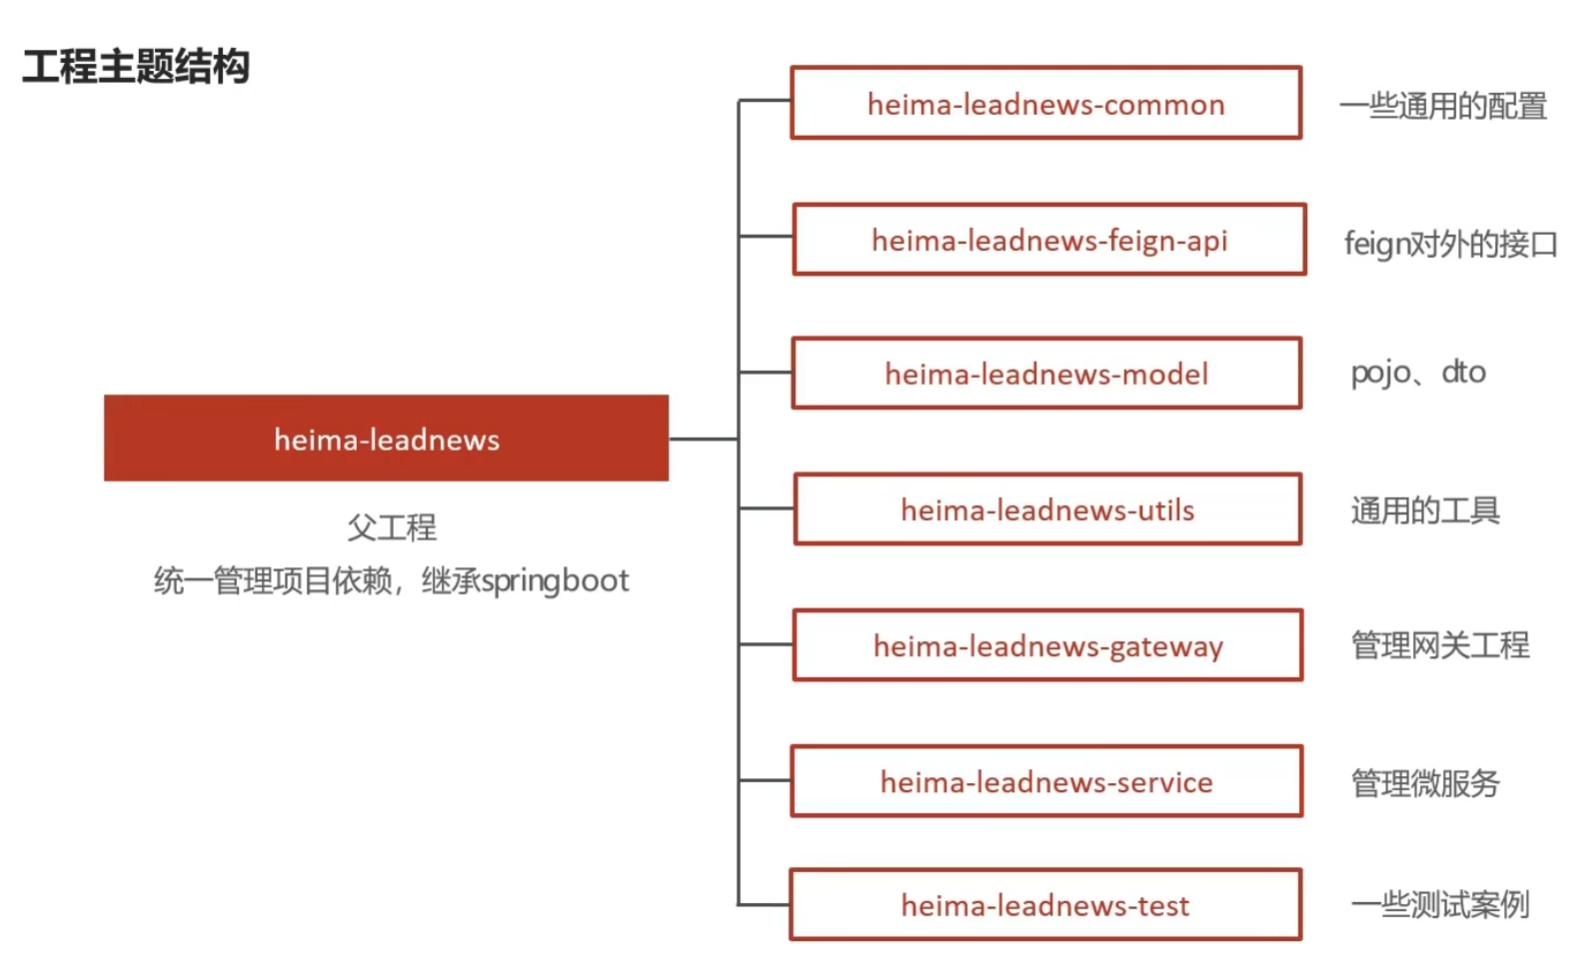 工程主题结构
heima-leadnews
父工程
统一管理项目依赖，继承springboot
heima-leadnews-common
一些通用的配置
heima-leadnews-feign-api
feign对外的接口
heima-leadnews-model
pojo、dto
heima-leadnews-utils
通用的工具
heima-leadnews-gateway
管理网关工程
heima-leadnews-service
管理微服务
heima-leadnews-test
一些测试案例